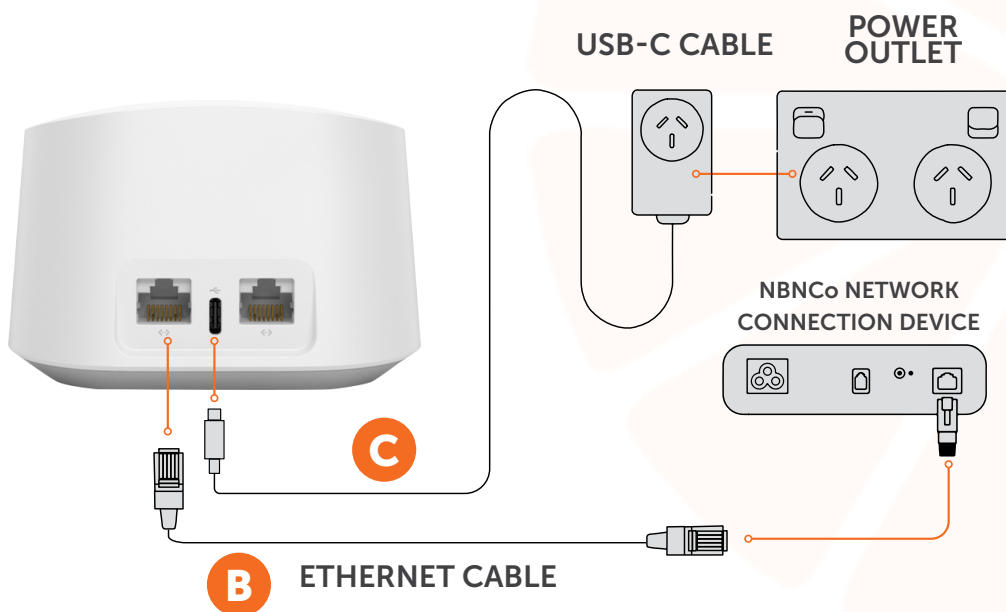 USB-C CABLE
POWER
OUTLET
NBNCo NETWORK
CONNECTION DEVICE
C
B
ETHERNET CABLE